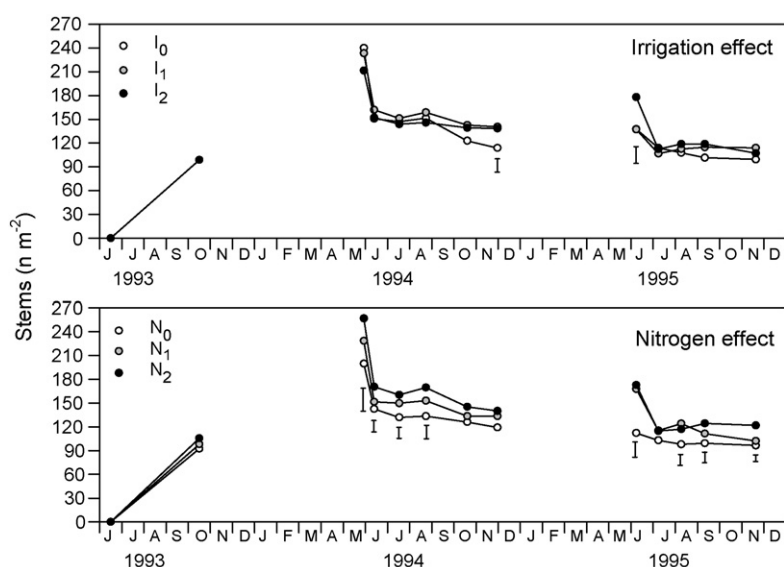 Stems (n m⁻²)
270
240
210
180
150
120
90
60
30
0
I₀
I₁
I₂
Irrigation effect
J J A S O N D J F M A M J J A S O N D J F M A M J J A S O N D
1993 1994 1995
270
240
210
180
150
120
90
60
30
0
N₀
N₁
N₂
Nitrogen effect
J J A S O N D J F M A M J J A S O N D J F M A M J J A S O N D
1993 1994 1995